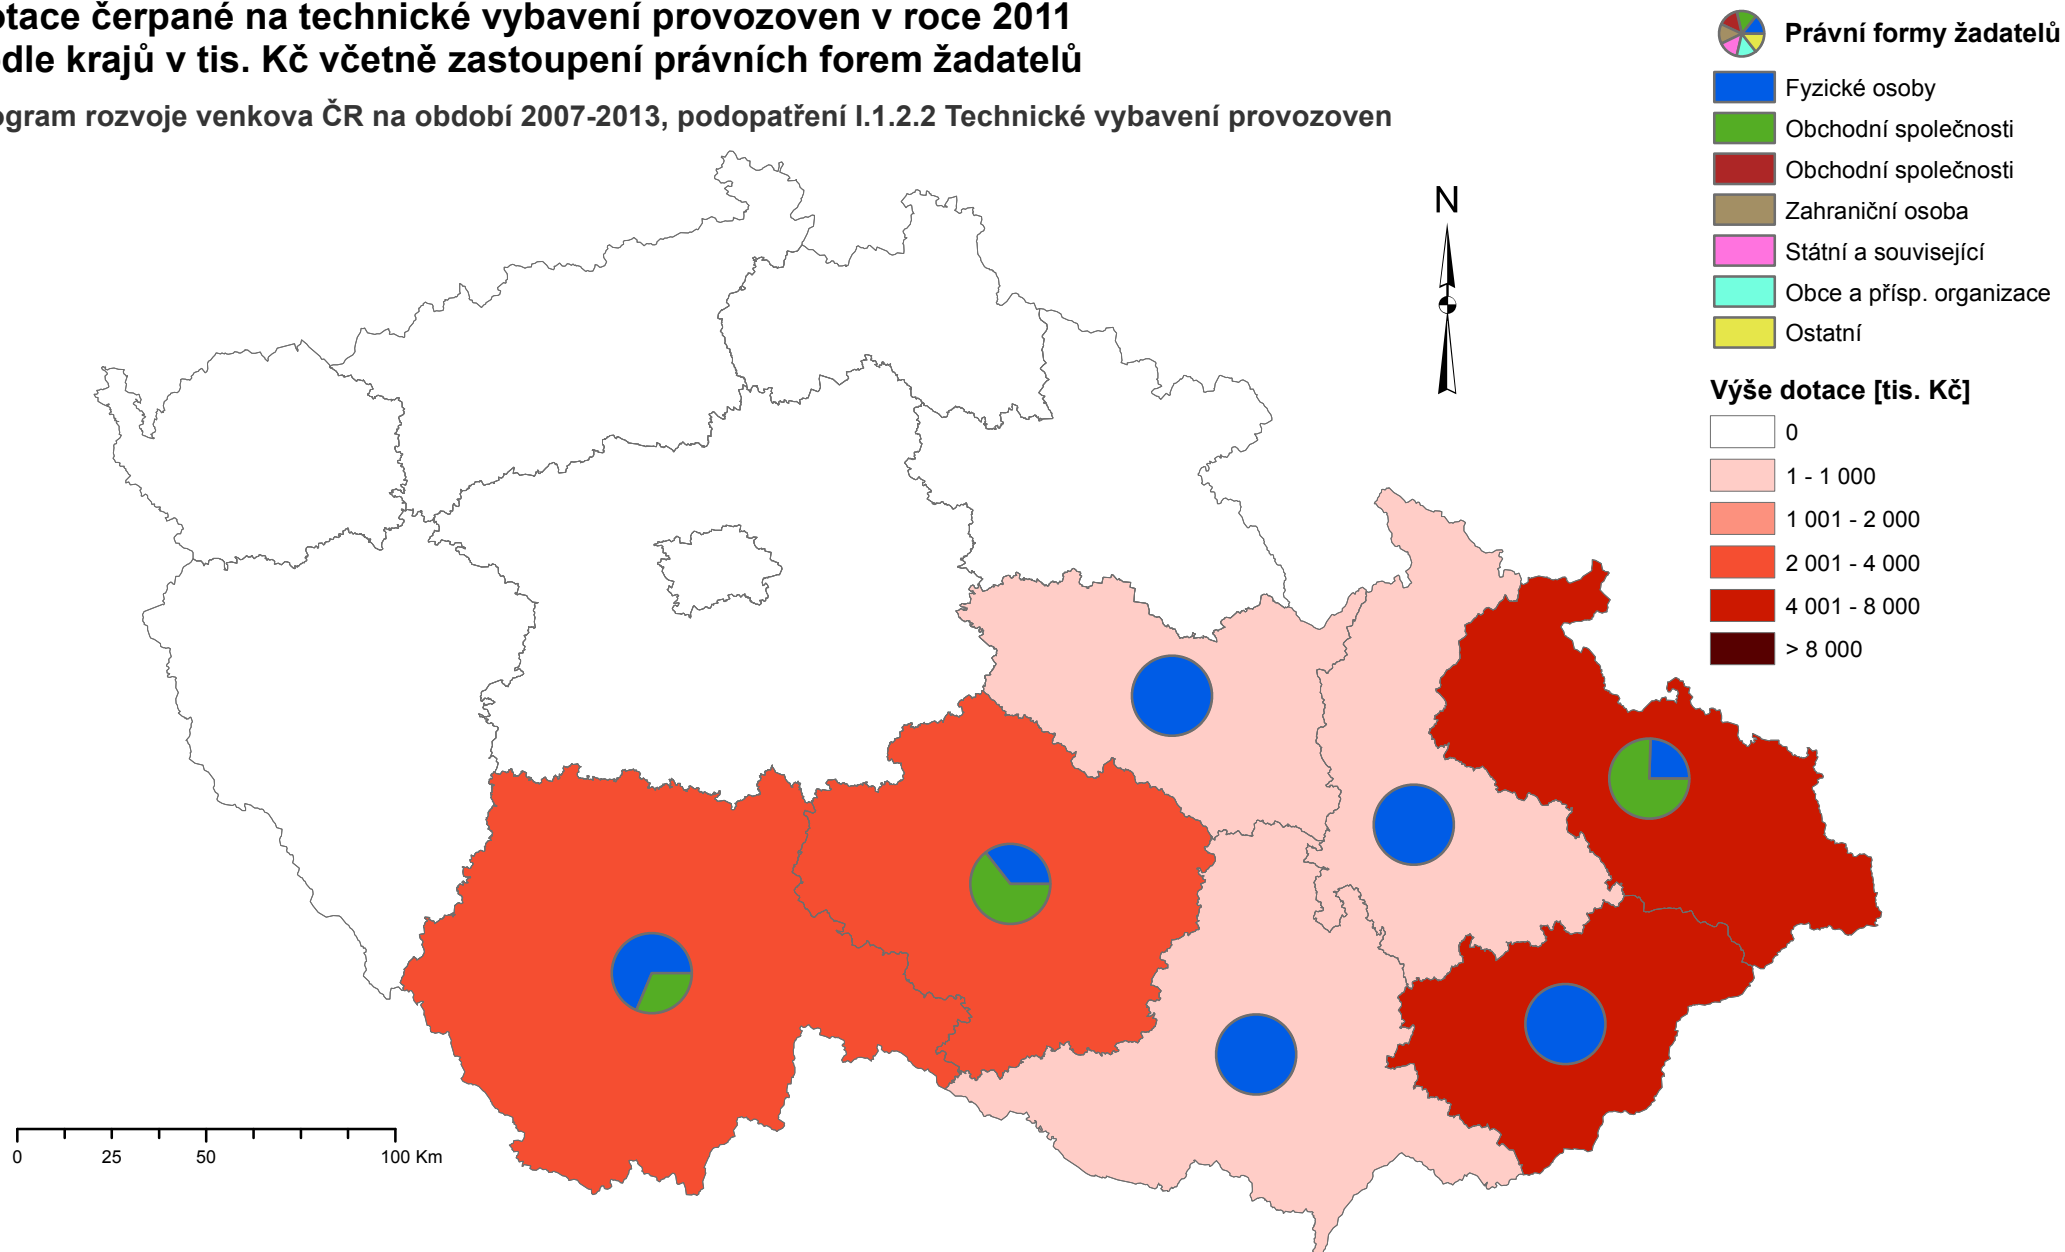 otace čerpané na technické vybavení provozoven v roce 2011
dle krajů v tis. Kč včetně zastoupení právních forem žadatelů
ogram rozvoje venkova ČR na období 2007-2013, podopatření I.1.2.2 Technické vybavení provozoven
N
Právní formy žadatelů
Fyzické osoby
Obchodní společnosti
Obchodní společnosti
Zahraniční osoba
Státní a související
Obce a přísp. organizace
Ostatní
Výše dotace [tis. Kč]
0
1 - 1 000
1 001 - 2 000
2 001 - 4 000
4 001 - 8 000
> 8 000
0 25 50 100 Km